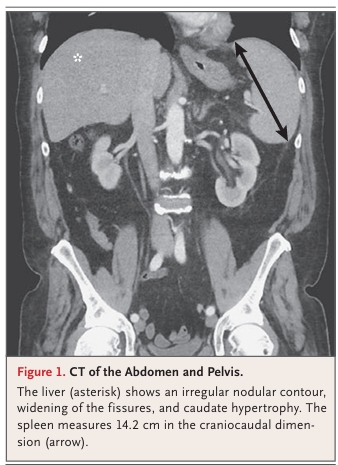 Figure 1. CT of the Abdomen and Pelvis.
The liver (asterisk) shows an irregular nodular contour,
widening of the fissures, and caudate hypertrophy. The
spleen measures 14.2 cm in the craniocaudal dimen-
sion (arrow).